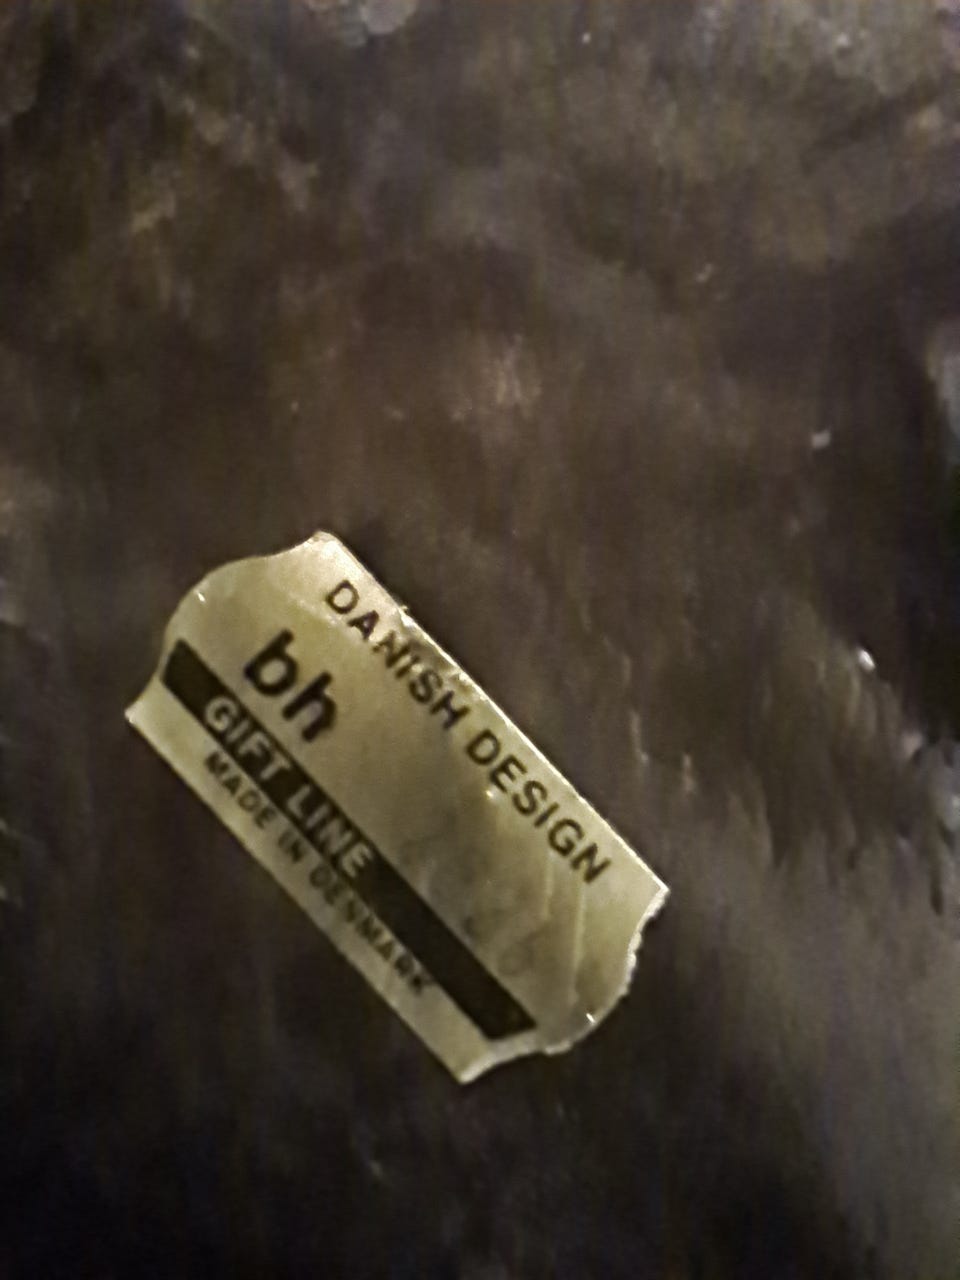 DANISH DESIGN
bh
GIFT LINE
MADE IN DENMARK